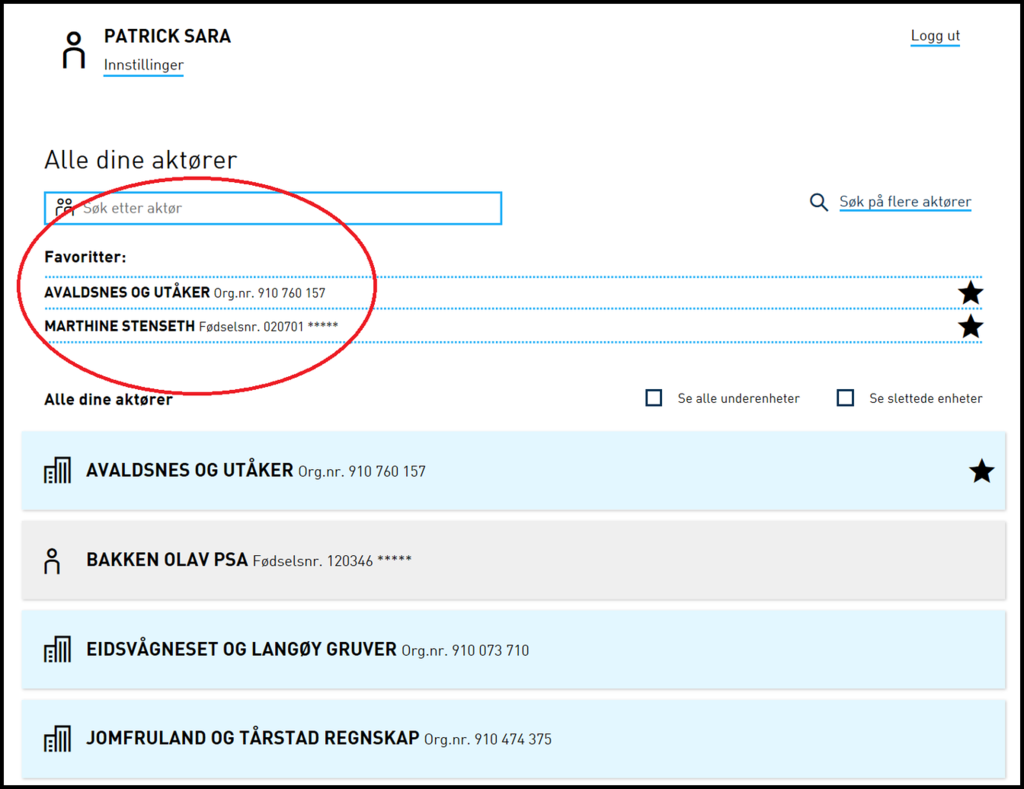 PATRICK SARA
Logg ut
Innstillinger
Alle dine aktører
Søk etter aktør
Søk på flere aktører
Favoritter:
AVALDSNES OG UTÅKER Org.nr. 910 760 157
MARTHINE STENSETH Fødselsnr. 020701 *****
Alle dine aktører
Se alle underenheter
Se slettede enheter
AVALDSNES OG UTÅKER Org.nr. 910 760 157
BAKKEN OLAV PSA Fødselsnr. 120346 *****
EIDSVÅGNESET OG LANGØY GRUVER Org.nr. 910 073 710
JOMFRULAND OG TÅRSTAD REGNSKAP Org.nr. 910 474 375